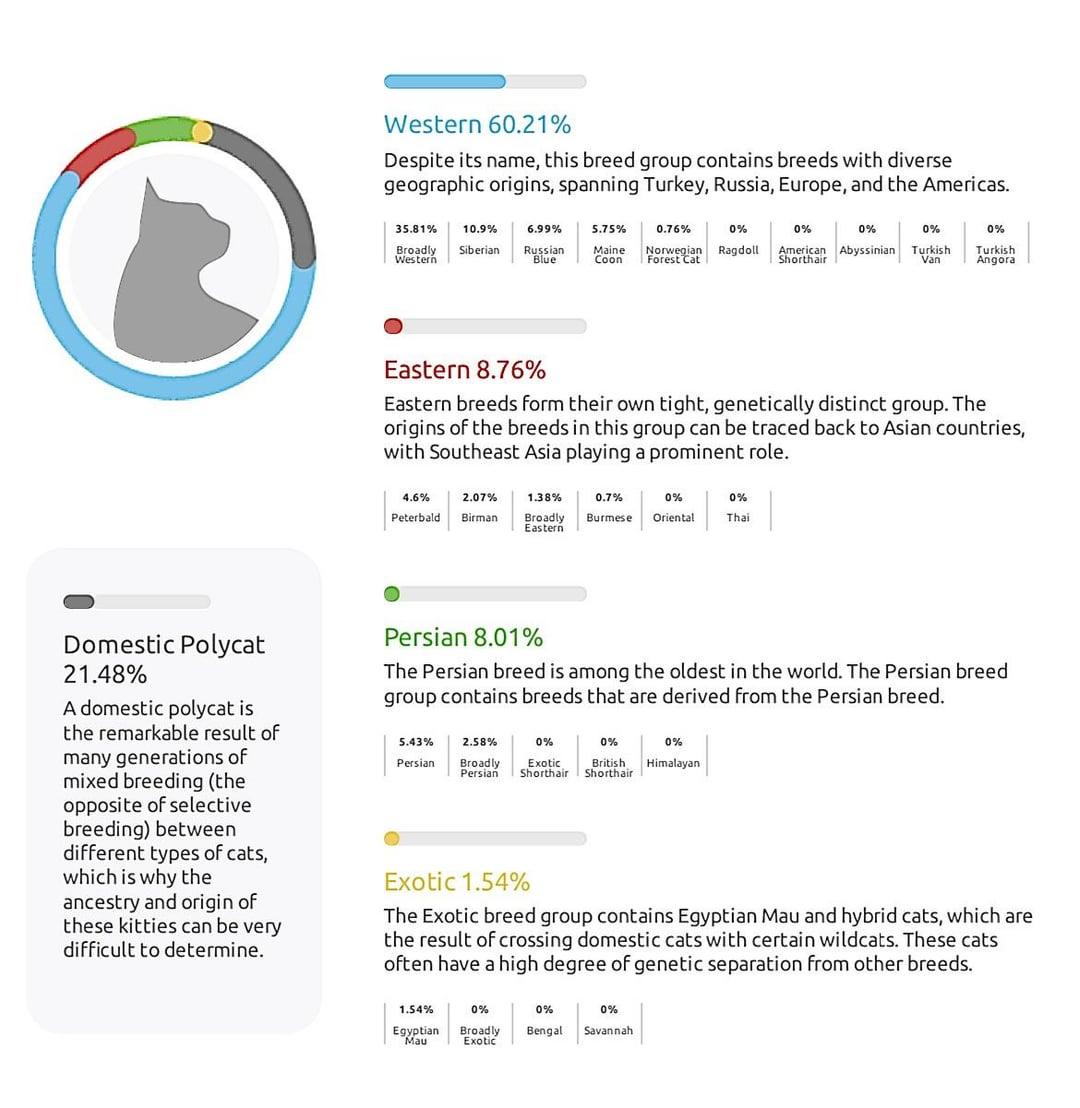 Western 60.21%
Despite its name, this breed group contains breeds with diverse
geographic origins, spanning Turkey, Russia, Europe, and the Americas.
35.81% 10.9% 6.99% 5.75% 0.76% 0% 0% 0% 0% 0%
Broadly Siberian Russian Maine Norwegian Ragdoll American Abyssinian Turkish Turkish
Western Blue Coon Forest Cat Shorthair Van Angora
Eastern 8.76%
Eastern breeds form their own tight, genetically distinct group. The
origins of the breeds in this group can be traced back to Asian countries,
with Southeast Asia playing a prominent role.
4.6% 2.07% 1.38% 0.7% 0% 0%
Peterbald Birman Broadly Burmese Oriental Thai
Eastern
Domestic Polycat
21.48%
A domestic polycat is
the remarkable result of
many generations of
mixed breeding (the
opposite of selective
breeding) between
different types of cats,
which is why the
ancestry and origin of
these kitties can be very
difficult to determine.
Persian 8.01%
The Persian breed is among the oldest in the world. The Persian breed
group contains breeds that are derived from the Persian breed.
5.43% 2.58% 0% 0% 0%
Persian Broadly Exotic British Himalayan
Persian Shorthair Shorthair
Exotic 1.54%
The Exotic breed group contains Egyptian Mau and hybrid cats, which are
the result of crossing domestic cats with certain wildcats. These cats
often have a high degree of genetic separation from other breeds.
1.54% 0% 0% 0%
Egyptian Broadly Bengal Savannah
Mau Exotic